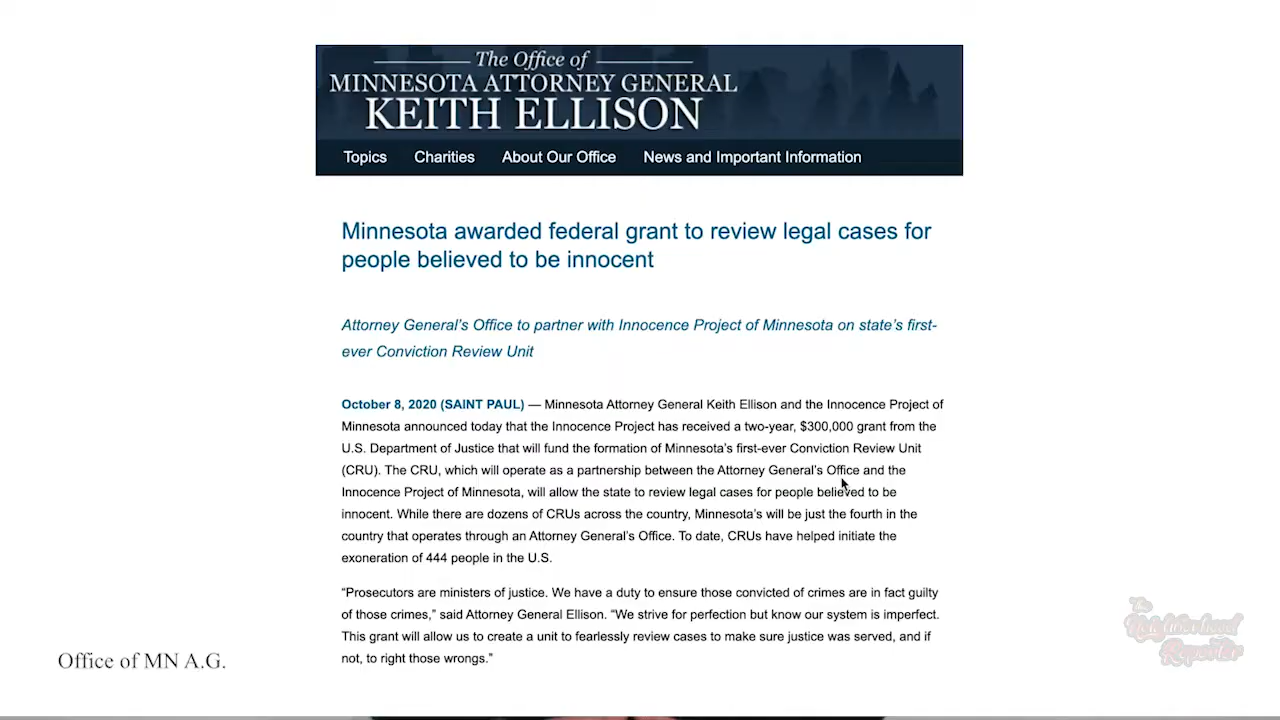 The Office of
MINNESOTA ATTORNEY GENERAL
KEITH ELLISON
Topics Charities About Our Office News and Important Information
Minnesota awarded federal grant to review legal cases for
people believed to be innocent
Attorney General’s Office to partner with Innocence Project of Minnesota on state’s first-
ever Conviction Review Unit
October 8, 2020 (SAINT PAUL) — Minnesota Attorney General Keith Ellison and the Innocence Project of
Minnesota announced today that the Innocence Project has received a two-year, $300,000 grant from the
U.S. Department of Justice that will fund the formation of Minnesota’s first-ever Conviction Review Unit
(CRU). The CRU, which will operate as a partnership between the Attorney General’s Office and the
Innocence Project of Minnesota, will allow the state to review legal cases for people believed to be
innocent. While there are dozens of CRUs across the country, Minnesota’s will be just the fourth in the
country that operates through an Attorney General’s Office. To date, CRUs have helped initiate the
exoneration of 444 people in the U.S.
“Prosecutors are ministers of justice. We have a duty to ensure those convicted of crimes are in fact guilty
of those crimes,” said Attorney General Ellison. “We strive for perfection but know our system is imperfect.
This grant will allow us to create a unit to fearlessly review cases to make sure justice was served, and if
not, to right those wrongs.”
Office of MN A.G.
The
Neighborhood
Reporter